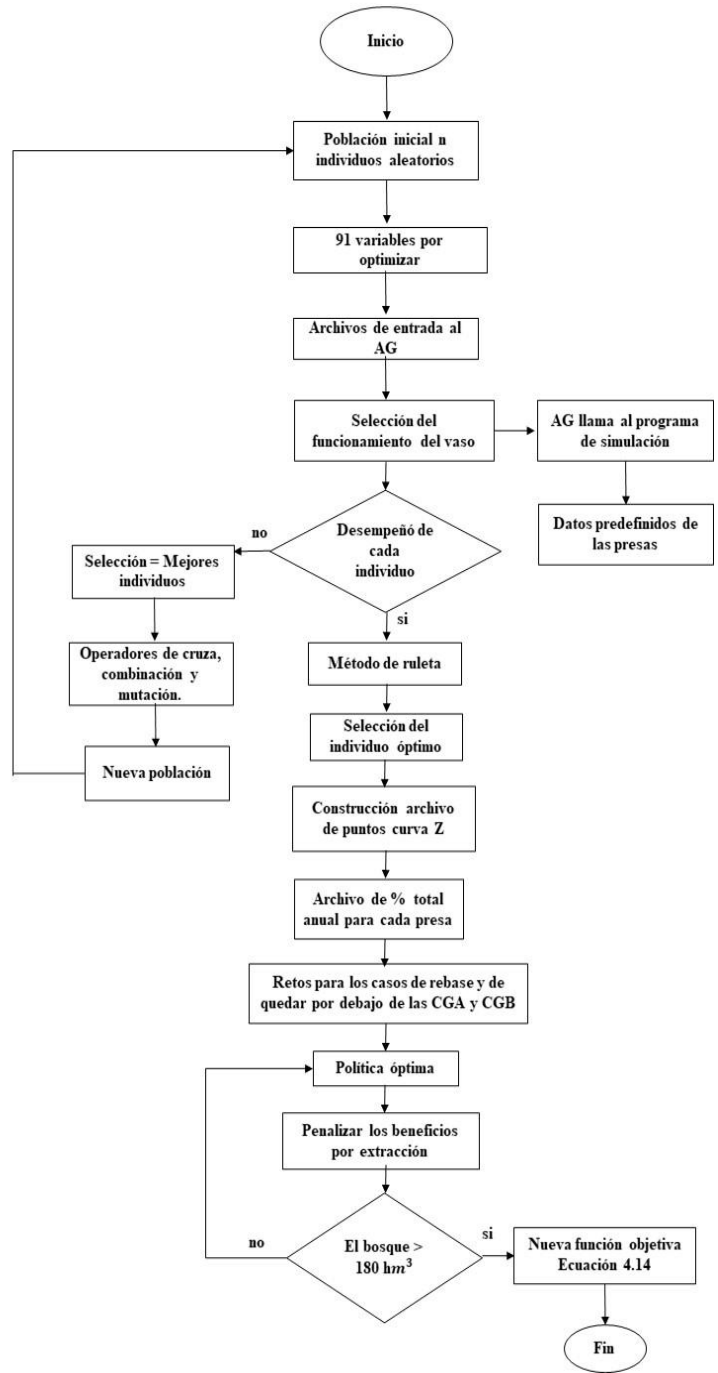 Inicio
Población inicial n
individuos aleatorios
91 variables por
optimizar
Archivos de entrada al
AG
Selección del
funcionamiento del vaso
AG llama al programa
de simulación
Datos predefinidos de
las presas
Desempeñó de
cada
individuo
no
si
Selección = Mejores
individuos
Operadores de cruza,
combinación y
mutación.
Nueva población
Método de ruleta
Selección del
individuo óptimo
Construcción archivo
de puntos curva Z
Archivo de % total
anual para cada presa
Retos para los casos de rebase y de
quedar por debajo de las CGA y CGB
Política óptima
Penalizar los beneficios
por extracción
El bosque >
180 hm³
no
si
Nueva función objetiva
Ecuación 4.14
Fin